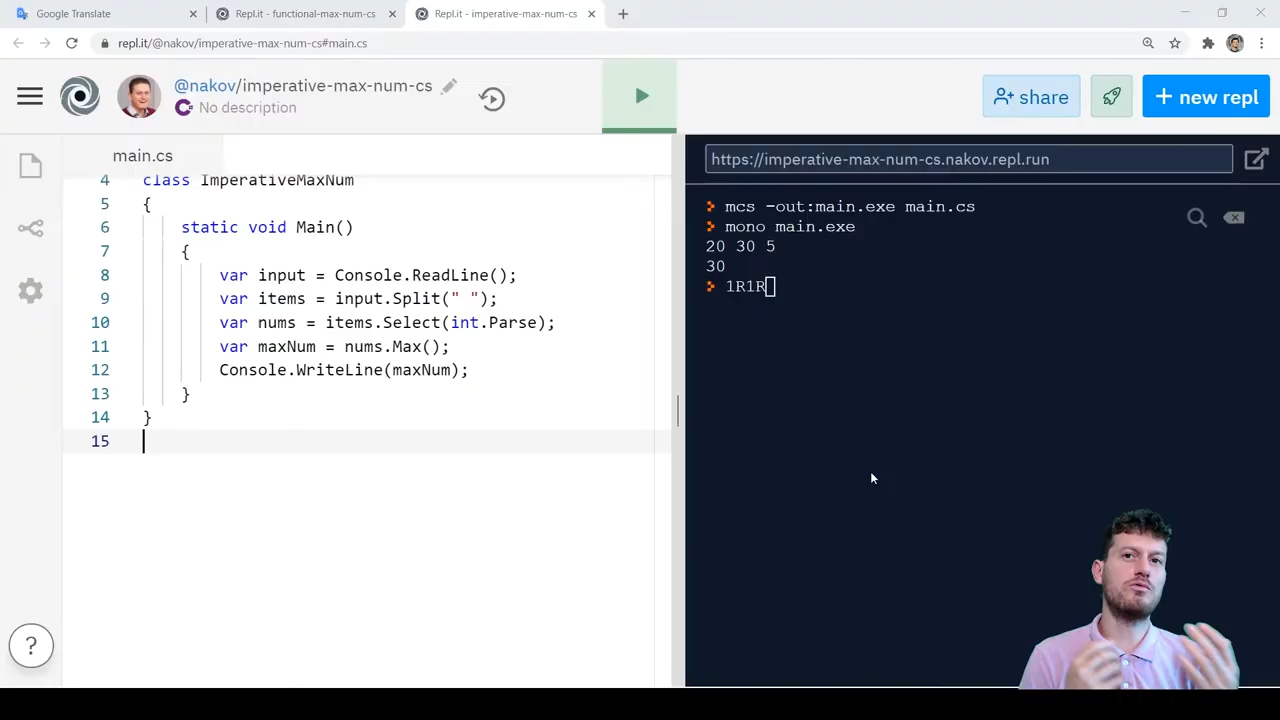 Google Translate
Repl.it - functional-max-num-cs
Repl.it - imperative-max-num-cs
repl.it/@nakov/imperative-max-num-cs#main.cs
@nakov/imperative-max-num-cs
No description
share
+ new repl
main.cs
https://imperative-max-num-cs.nakov.repl.run
4 class ImperativeMaxNum
5 {
6 static void Main()
7 {
8 var input = Console.ReadLine();
9 var items = input.Split(" ");
10 var nums = items.Select(int.Parse);
11 var maxNum = nums.Max();
12 Console.WriteLine(maxNum);
13 }
14 }
15
mcs -out:main.exe main.cs
mono main.exe
20 30 5
30
1R1R
?